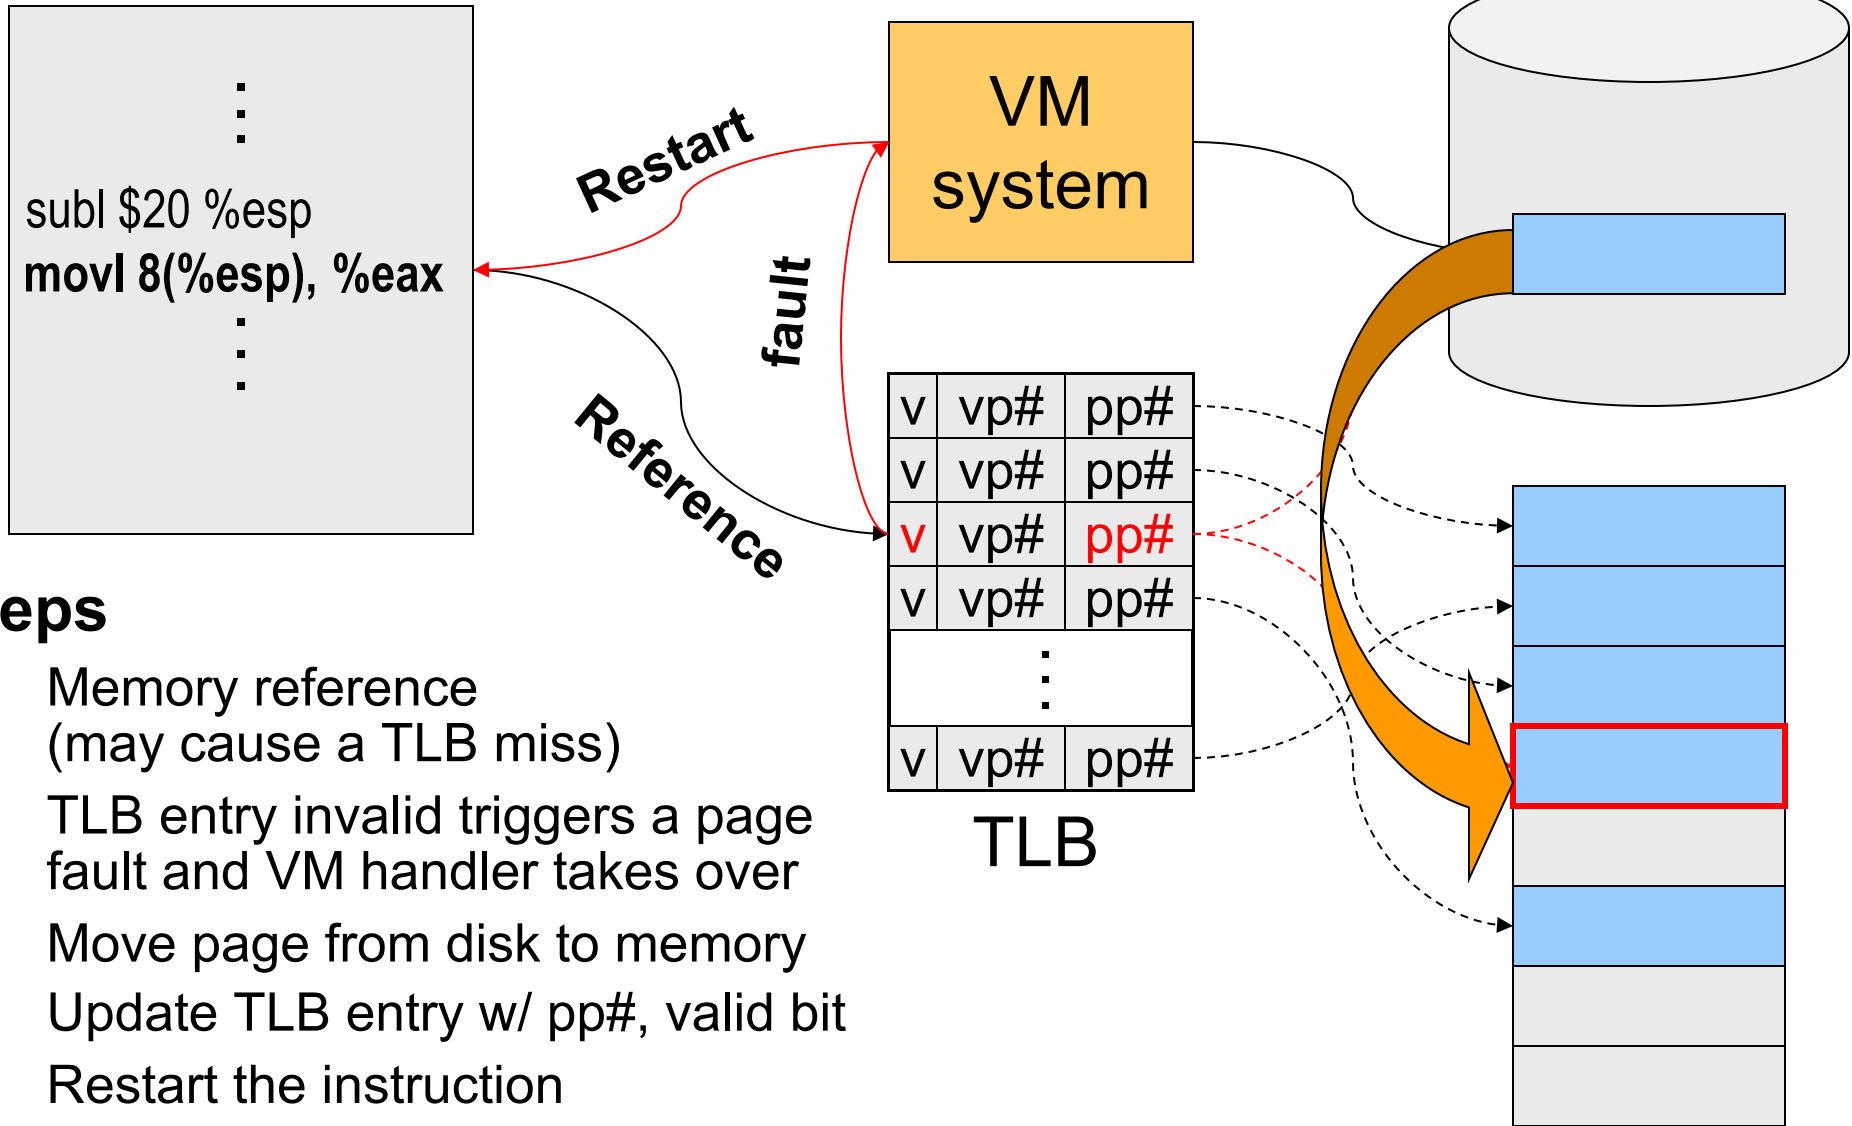 subl $20 %esp
movl 8(%esp), %eax
Restart
fault
Reference
VM
system
v vp# pp#
v vp# pp#
v vp# pp#
v vp# pp#
v vp# pp#
TLB
eps
Memory reference
(may cause a TLB miss)
TLB entry invalid triggers a page
fault and VM handler takes over
Move page from disk to memory
Update TLB entry w/ pp#, valid bit
Restart the instruction